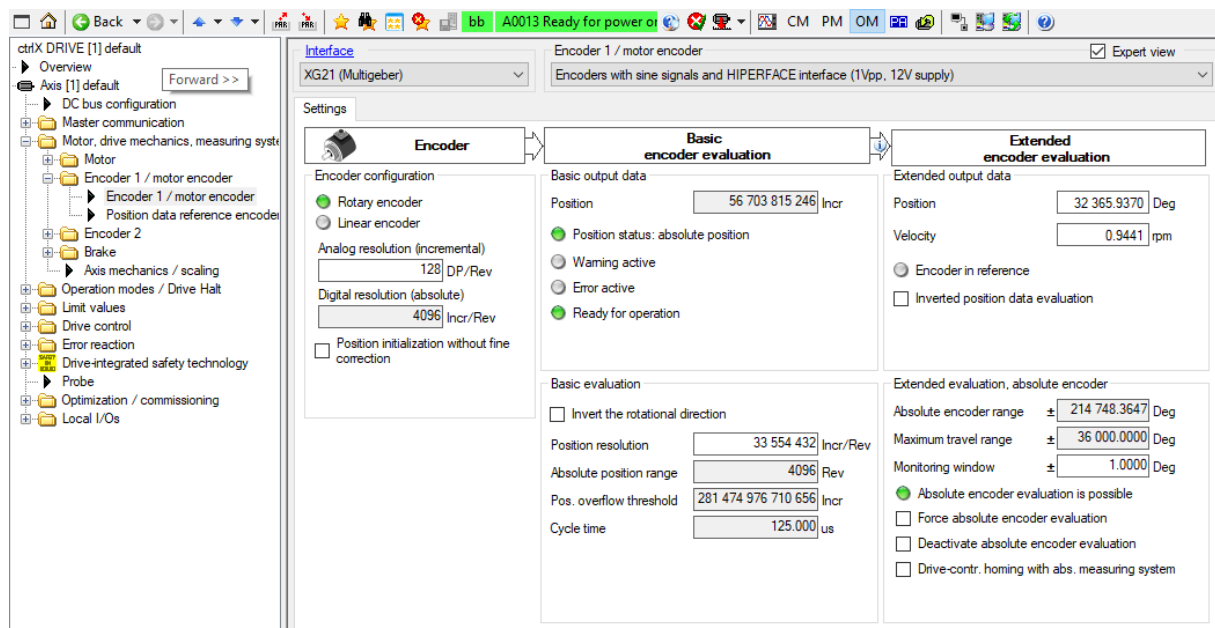 Back
PAR
PAR
bb
A0013 Ready for power or
CM PM OM
ctrlX DRIVE [1] default
Overview
Forward >>
Axis [1] default
DC bus configuration
Master communication
Motor, drive mechanics, measuring syste
Motor
Encoder 1 / motor encoder
Encoder 1 / motor encoder
Position data reference encoder
Encoder 2
Brake
Axis mechanics / scaling
Operation modes / Drive Halt
Limit values
Drive control
Error reaction
Drive-integrated safety technology
Probe
Optimization / commissioning
Local I/Os
Interface
XG21 (Multigeber)
Encoder 1 / motor encoder
Expert view
Encoders with sine signals and HIPERFACE interface (1Vpp, 12V supply)
Settings
Encoder
Basic
encoder evaluation
Extended
encoder evaluation
Encoder configuration
Rotary encoder
Linear encoder
Analog resolution (incremental)
128 DP/Rev
Digital resolution (absolute)
4096 Incr/Rev
Position initialization without fine
correction
Basic output data
Position 56 703 815 246 Incr
Position status: absolute position
Warning active
Error active
Ready for operation
Basic evaluation
Invert the rotational direction
Position resolution 33 554 432 Incr/Rev
Absolute position range 4096 Rev
Pos. overflow threshold 281 474 976 710 656 Incr
Cycle time 125.000 us
Extended output data
Position 32 365.9370 Deg
Velocity 0.9441 rpm
Encoder in reference
Inverted position data evaluation
Extended evaluation, absolute encoder
Absolute encoder range ± 214 748.3647 Deg
Maximum travel range ± 36 000.0000 Deg
Monitoring window ± 1.0000 Deg
Absolute encoder evaluation is possible
Force absolute encoder evaluation
Deactivate absolute encoder evaluation
Drive-contr. homing with abs. measuring system